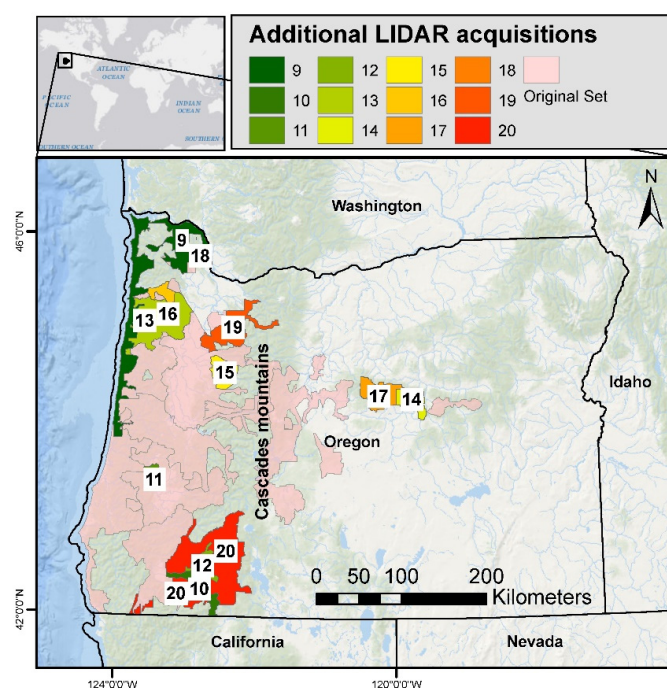 Additional LIDAR acquisitions
9 12 15 18
10 13 16 19 Original Set
11 14 17 20
ATLANTIC
OCEAN
PACIFIC
OCEAN
INDIAN
OCEAN
SOUTHERN OCEAN
N
Washington
46°0'0"N
9
18
13 16
19
15
17 14
Idaho
Cascades mountains
Oregon
11
20
12
20 10
0 50 100 200
Kilometers
42°0'0"N
California Nevada
124°0'0"W 120°0'0"W